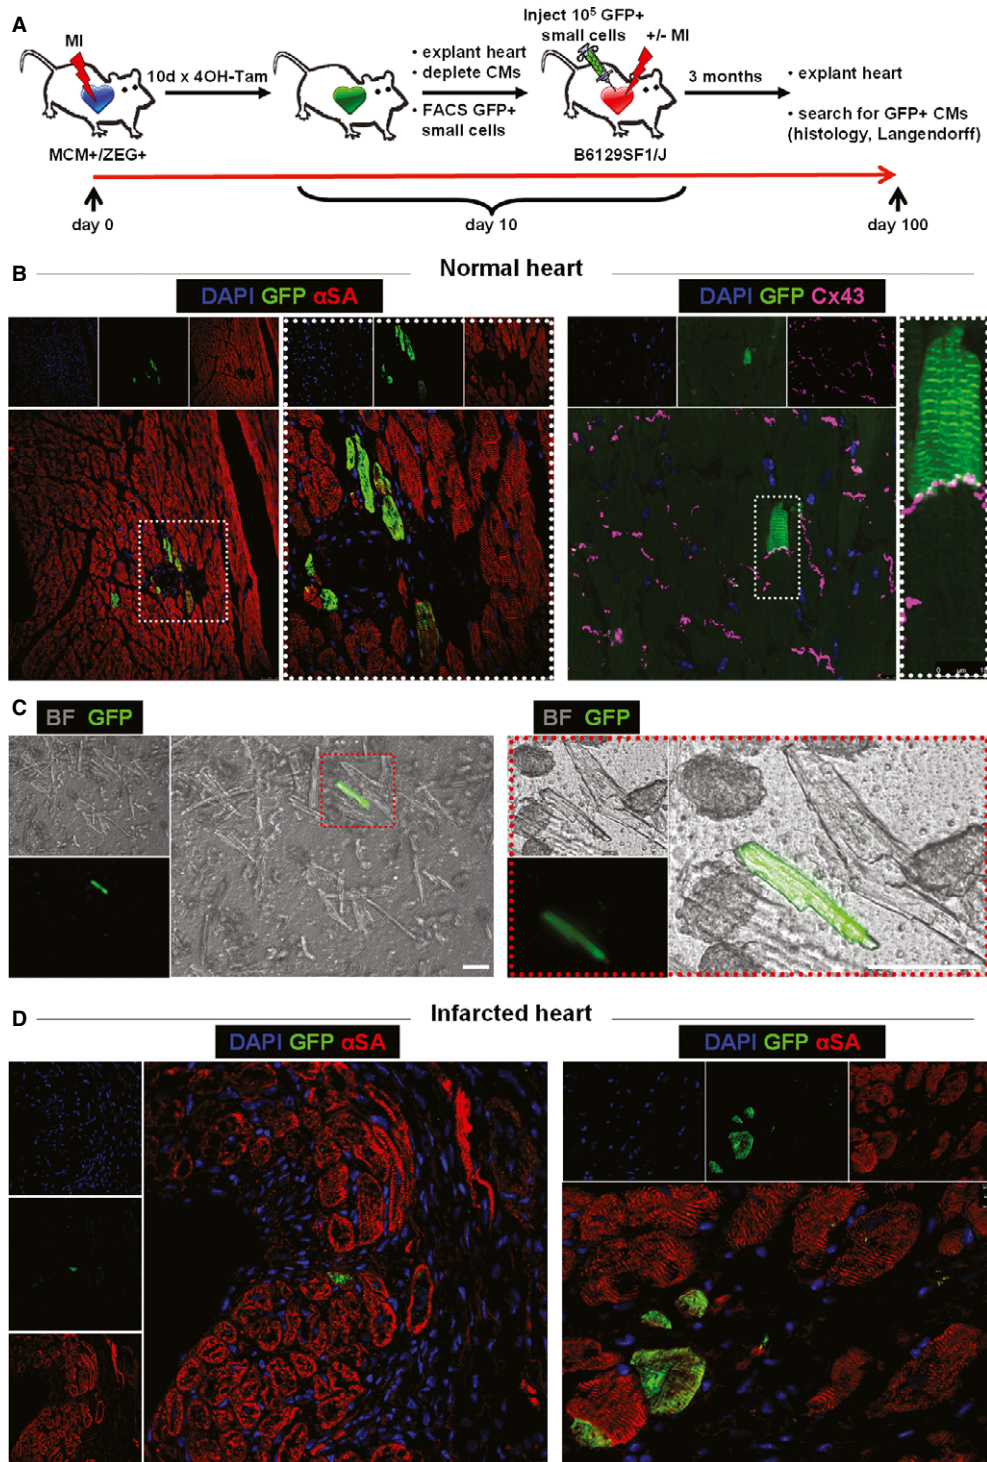 A
MI
10d x 4OH-Tam
• explant heart
• deplete CMs
• FACS GFP+
small cells
Inject 10⁵ GFP+
small cells
+/- MI
3 months
• explant heart
• search for GFP+ CMs
(histology, Langendorff)
MCM+/ZEG+
B6129SF1/J
day 0
day 10
day 100
B
Normal heart
DAPI GFP αSA
DAPI GFP Cx43
0 µm 10
C
BF GFP
BF GFP
D
Infarcted heart
DAPI GFP αSA
DAPI GFP αSA